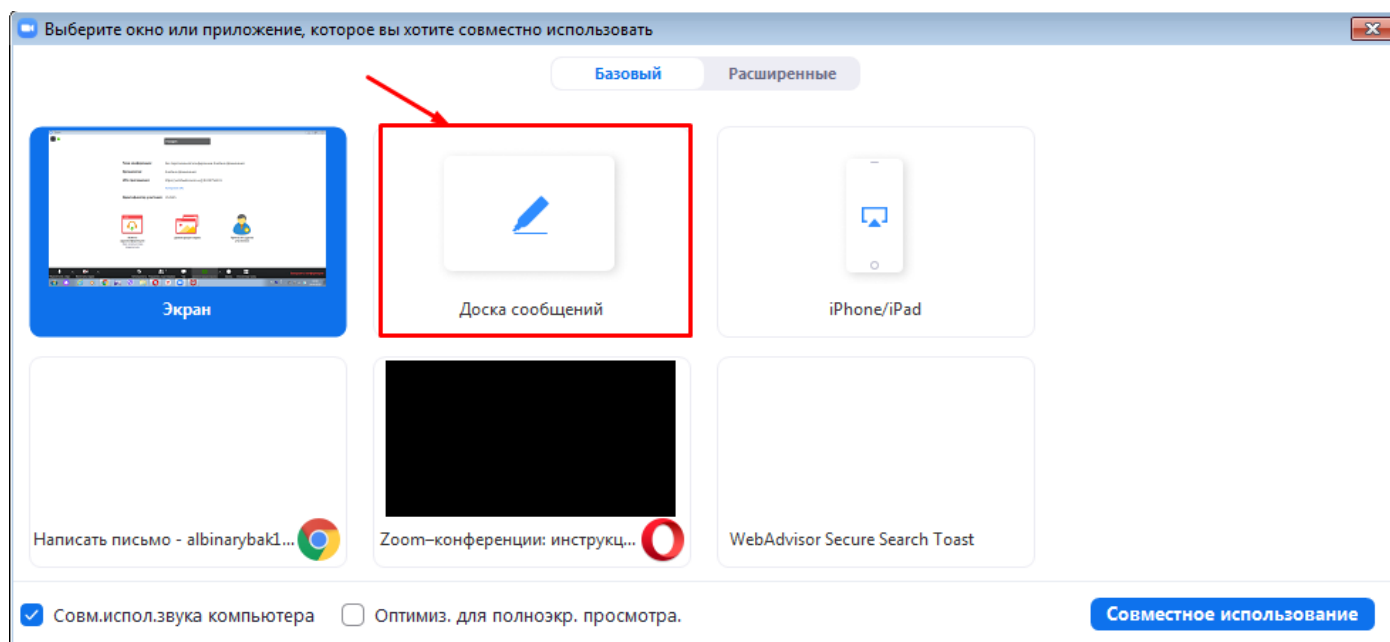 Выберите окно или приложение, которое вы хотите совместно использовать
Базовый Расширенные
Экран
Доска сообщений
iPhone/iPad
Написать письмо - albinarybak1...
Zoom–конференции: инструкц...
WebAdvisor Secure Search Toast
Совм.испол.звука компьютера
Оптимиз. для полноэкр. просмотра.
Совместное использование